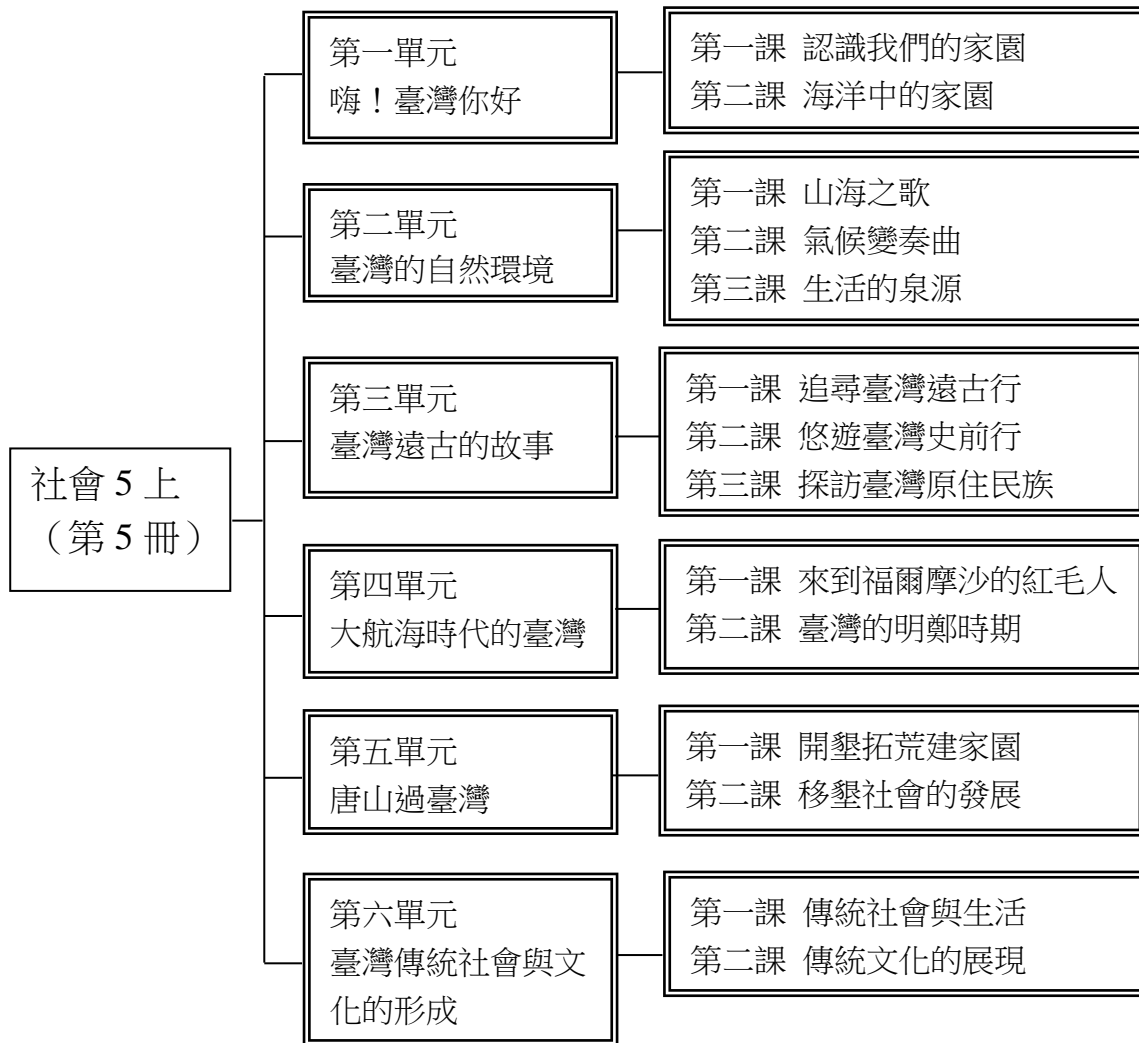 社會 5 上
（第 5 冊）
第一單元
嗨！臺灣你好
第一課 認識我們的家園
第二課 海洋中的家園
第二單元
臺灣的自然環境
第一課 山海之歌
第二課 氣候變奏曲
第三課 生活的泉源
第三單元
臺灣遠古的故事
第一課 追尋臺灣遠古行
第二課 悠遊臺灣史前行
第三課 探訪臺灣原住民族
第四單元
大航海時代的臺灣
第一課 來到福爾摩沙的紅毛人
第二課 臺灣的明鄭時期
第五單元
唐山過臺灣
第一課 開墾拓荒建家園
第二課 移墾社會的發展
第六單元
臺灣傳統社會與文
化的形成
第一課 傳統社會與生活
第二課 傳統文化的展現